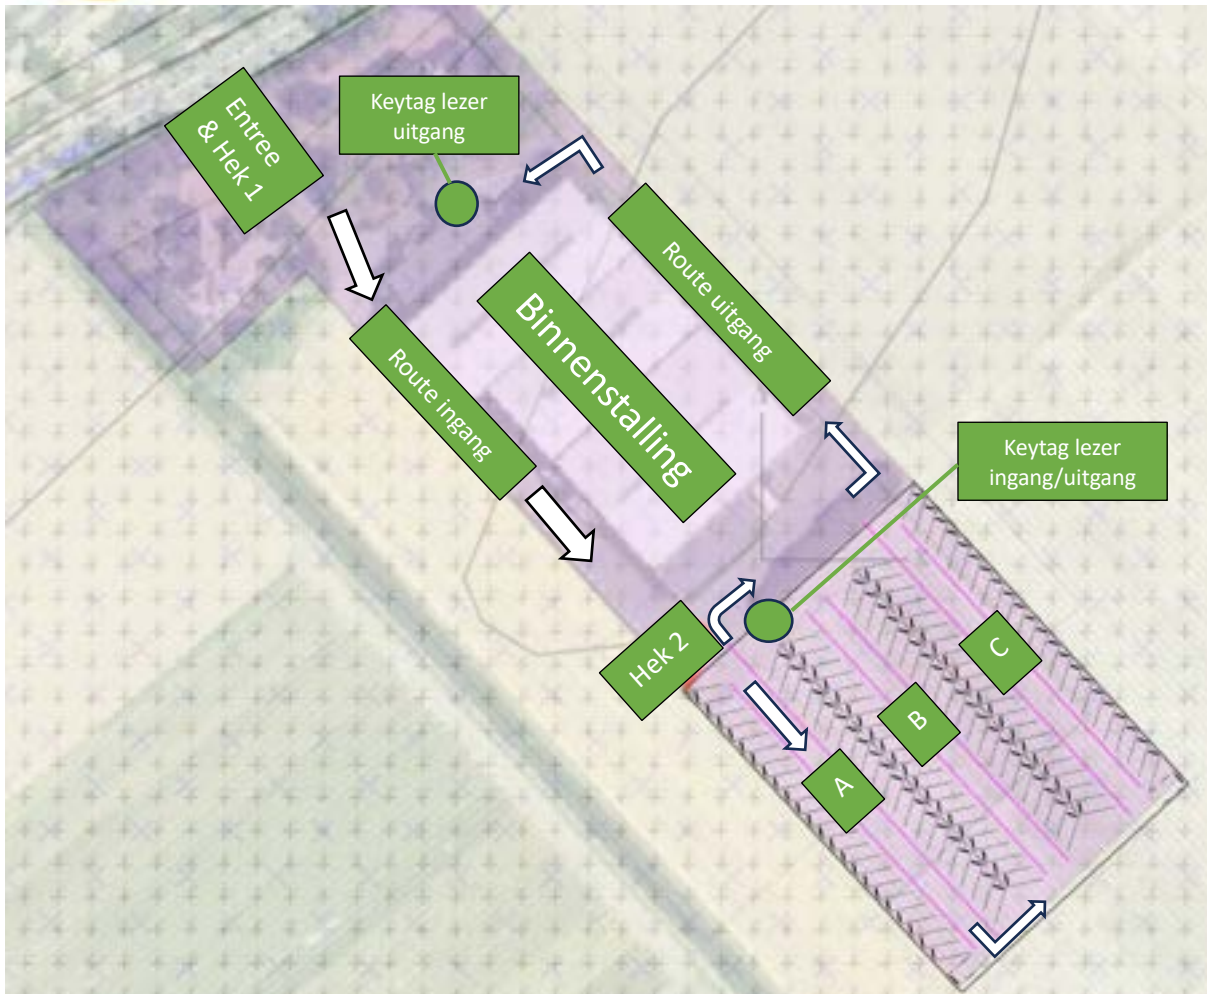 Entree
& Hek 1
Keytag lezer
uitgang
Route uitgang
Binnenstalling
Route ingang
Keytag lezer
ingang/uitgang
Hek 2
C
B
A